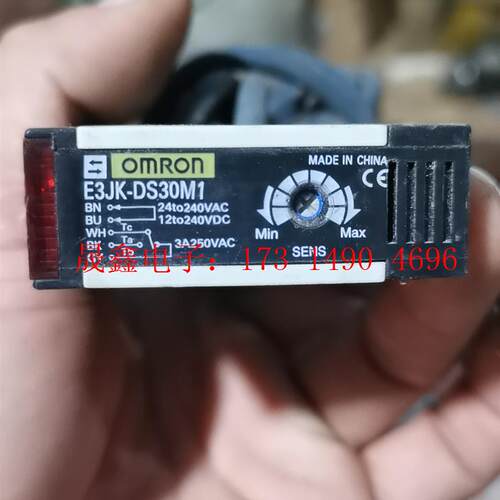 OMRON
MADE IN CHINA
E3JK-DS30M1
CE
BN 24to240VAC
BU 12to240VDC
WH Tc
BK Ta 3A250VAC
Min Max
SENS
晟鑫电子：173 1490 4696